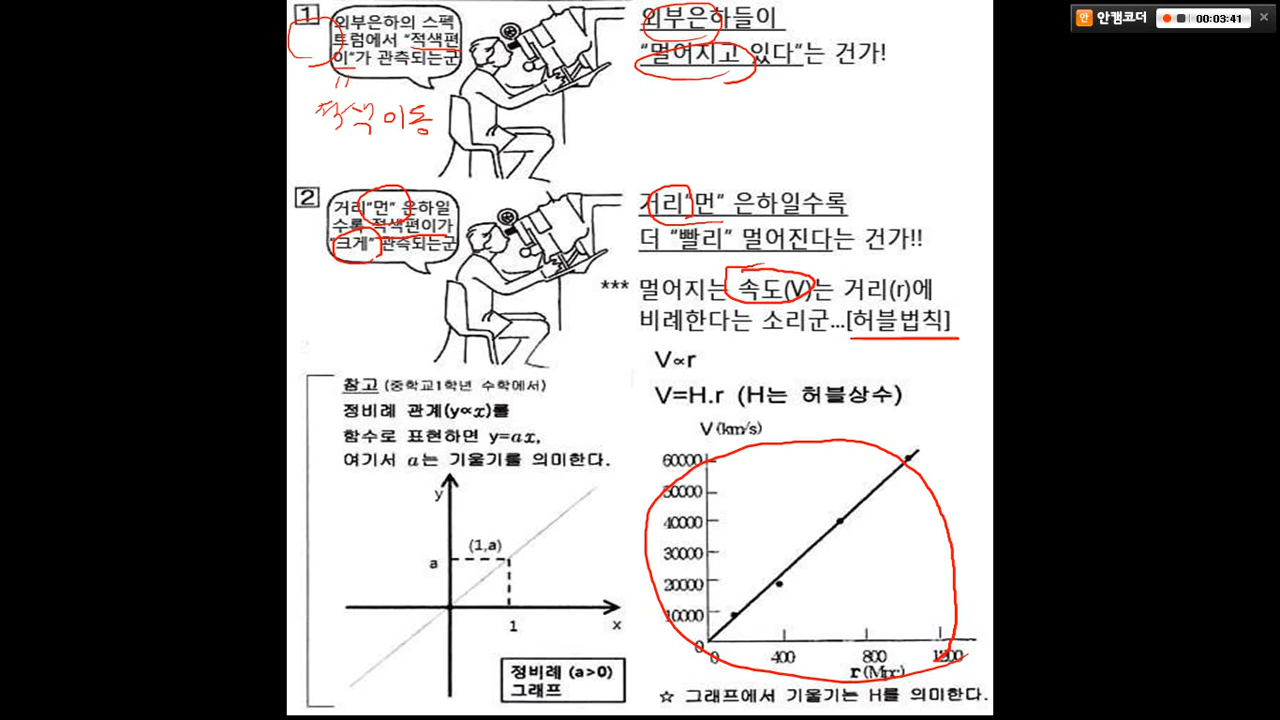 안캠코더
00:03:41
1
외부은하의 스펙
트럼에서 "적색편
이"가 관측되는군
적색 이동
외부은하들이
"멀어지고 있다"는 건가!
2
거리"먼" 은하일
수록 적색편이가
"크게" 관측되는군
거리"먼" 은하일수록
더 "빨리" 멀어진다는 건가!!
*** 멀어지는 속도(V)는 거리(r)에
비례한다는 소리군...[허블법칙]
V∝r
V=H.r (H는 허블상수)
참고 (중학교1학년 수학에서)
정비례 관계(y∝x)를
함수로 표현하면 y=ax,
여기서 a는 기울기를 의미한다.
y
(1,a)
a
1
x
정비례 (a>0)
그래프
V (km/s)
60000
50000
40000
30000
20000
10000
0
0 400 800 1200
r (Mpc)
☆ 그래프에서 기울기는 H를 의미한다.